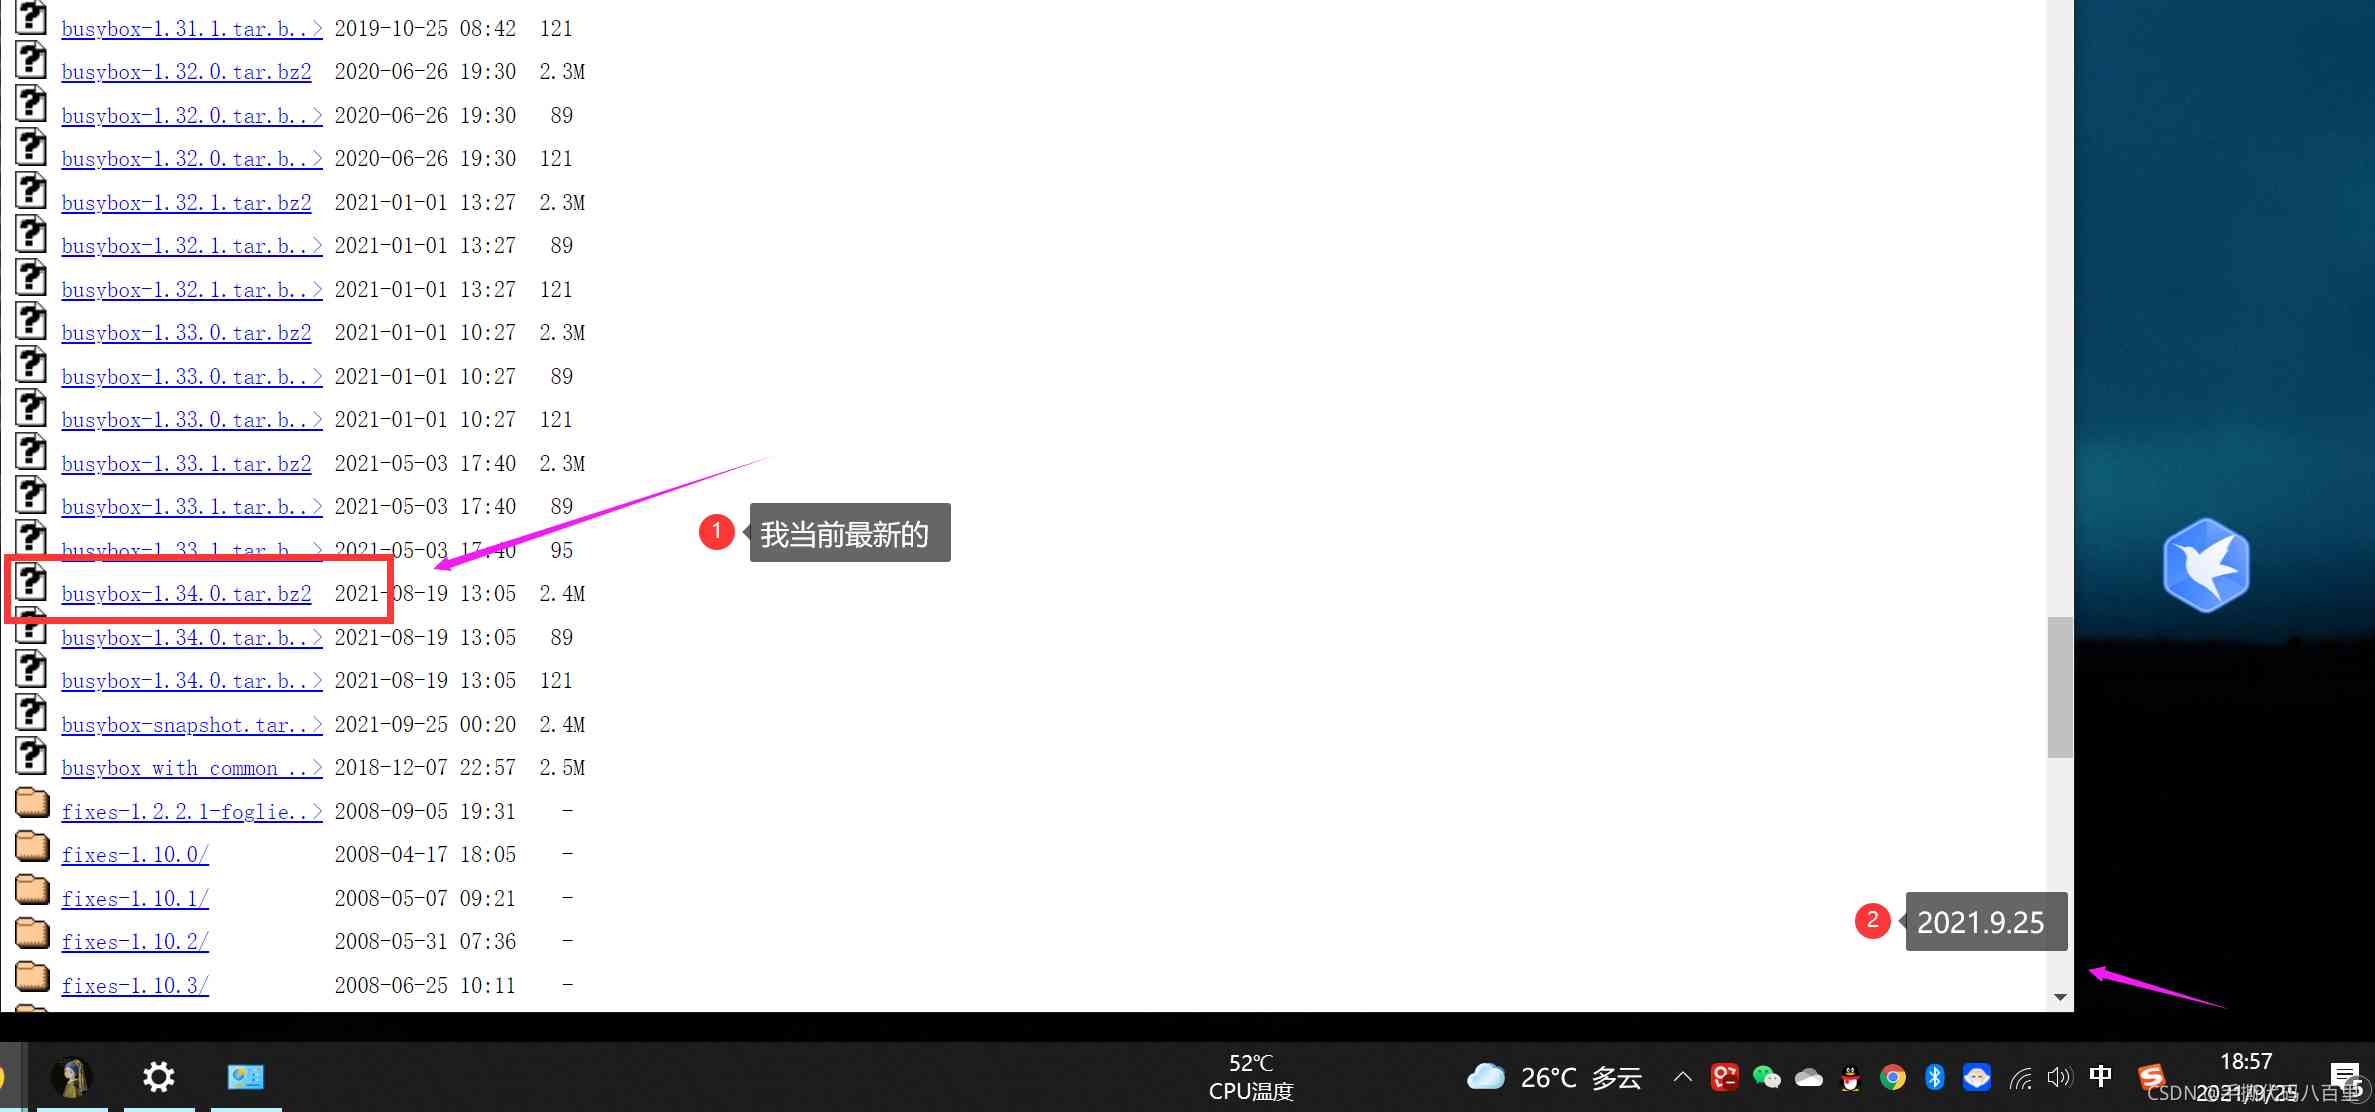 busybox-1.31.1.tar.b..> 2019-10-25 08:42 121
busybox-1.32.0.tar.bz2 2020-06-26 19:30 2.3M
busybox-1.32.0.tar.b..> 2020-06-26 19:30 89
busybox-1.32.0.tar.b..> 2020-06-26 19:30 121
busybox-1.32.1.tar.bz2 2021-01-01 13:27 2.3M
busybox-1.32.1.tar.b..> 2021-01-01 13:27 89
busybox-1.32.1.tar.b..> 2021-01-01 13:27 121
busybox-1.33.0.tar.bz2 2021-01-01 10:27 2.3M
busybox-1.33.0.tar.b..> 2021-01-01 10:27 89
busybox-1.33.0.tar.b..> 2021-01-01 10:27 121
busybox-1.33.1.tar.bz2 2021-05-03 17:40 2.3M
busybox-1.33.1.tar.b..> 2021-05-03 17:40 89
1 我当前最新的
busybox-1.33.1.tar.b..> 2021-05-03 17:40 95
busybox-1.34.0.tar.bz2 2021-08-19 13:05 2.4M
busybox-1.34.0.tar.b..> 2021-08-19 13:05 89
busybox-1.34.0.tar.b..> 2021-08-19 13:05 121
busybox-snapshot.tar..> 2021-09-25 00:20 2.4M
busybox_with_common_..> 2018-12-07 22:57 2.5M
fixes-1.2.2.1-foglie..> 2008-09-05 19:31 -
fixes-1.10.0/ 2008-04-17 18:05 -
fixes-1.10.1/ 2008-05-07 09:21 -
2 2021.9.25
fixes-1.10.2/ 2008-05-31 07:36 -
fixes-1.10.3/ 2008-06-25 10:11 -
52℃
CPU温度
26°C 多云
中
18:57
2021/9/25
5
CSDN @手撕代码八百里